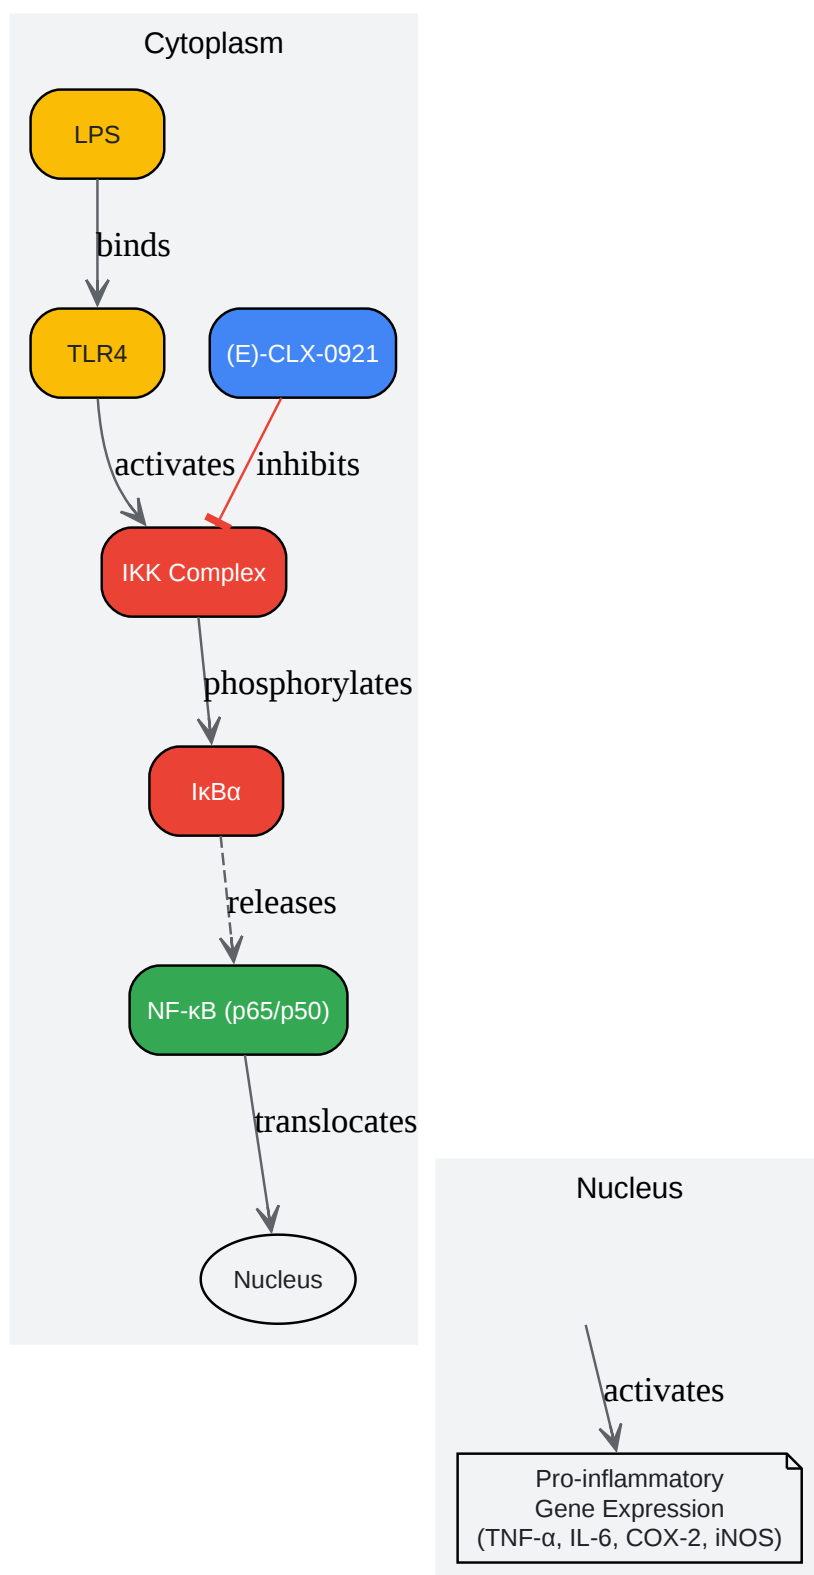 Cytoplasm
LPS
binds
TLR4
(E)-CLX-0921
activates
inhibits
IKK Complex
phosphorylates
IκBα
releases
NF-κB (p65/p50)
translocates
Nucleus
Nucleus
activates
Pro-inflammatory
Gene Expression
(TNF-α, IL-6, COX-2, iNOS)